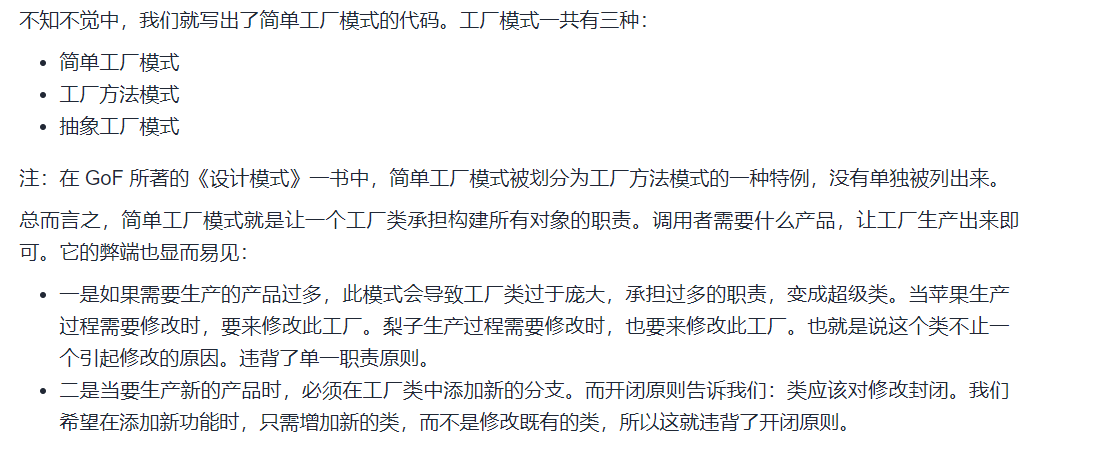 不知不觉中，我们就写出了简单工厂模式的代码。工厂模式一共有三种：
• 简单工厂模式
• 工厂方法模式
• 抽象工厂模式
注：在 GoF 所著的《设计模式》一书中，简单工厂模式被划分为工厂方法模式的一种特例，没有单独被列出来。
总而言之，简单工厂模式就是让一个工厂类承担构建所有对象的职责。调用者需要什么产品，让工厂生产出来即
可。它的弊端也显而易见：
• 一是如果需要生产的产品过多，此模式会导致工厂类过于庞大，承担过多的职责，变成超级类。当苹果生产
过程需要修改时，要来修改此工厂。梨子生产过程需要修改时，也要来修改此工厂。也就是说这个类不止一
个引起修改的原因。违背了单一职责原则。
• 二是当要生产新的产品时，必须在工厂类中添加新的分支。而开闭原则告诉我们：类应该对修改封闭。我们
希望在添加新功能时，只需增加新的类，而不是修改既有的类，所以这就违背了开闭原则。